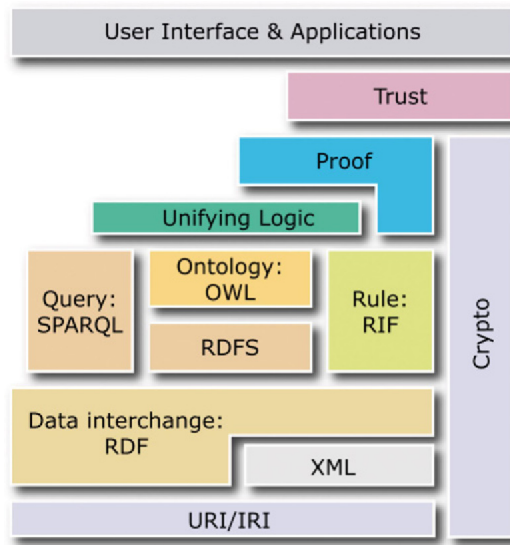 User Interface & Applications
Trust
Proof
Unifying Logic
Ontology:
OWL
Query:
SPARQL
Rule:
RIF
RDFS
Crypto
Data interchange:
RDF
XML
URI/IRI